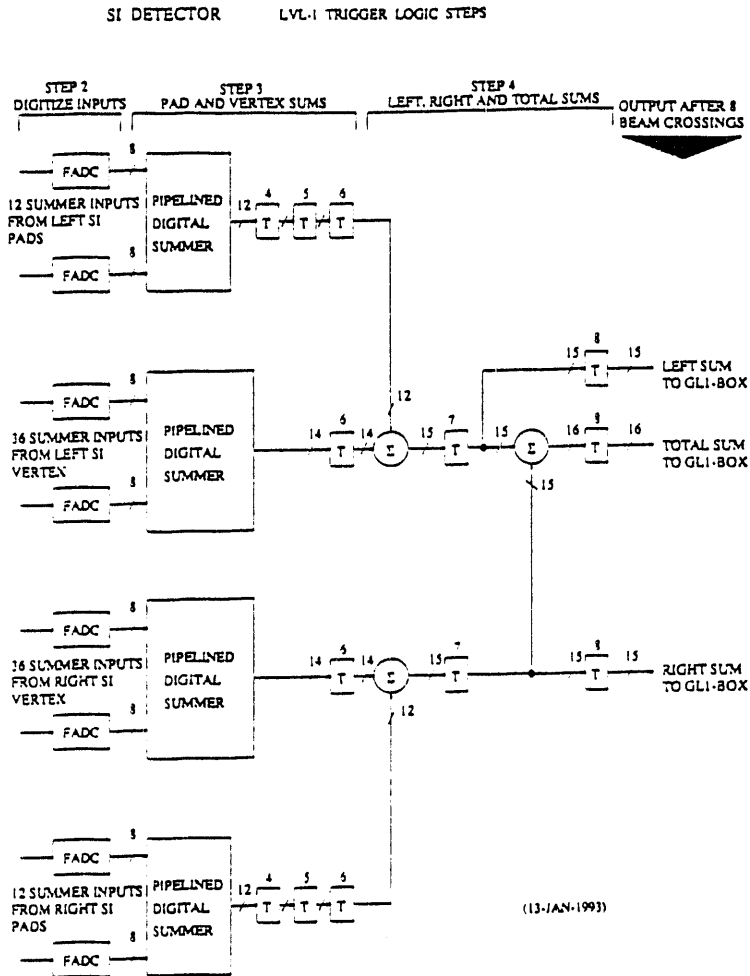 SI DETECTOR LVL-1 TRIGGER LOGIC STEPS
STEP 2
DIGITIZE INPUTS
STEP 3
PAD AND VERTEX SUMS
STEP 4
LEFT, RIGHT AND TOTAL SUMS
OUTPUT AFTER 8
BEAM CROSSINGS
FADC
8
12 SUMMER INPUTS
FROM LEFT SI
PADS
FADC
8
PIPELINED
DIGITAL
SUMMER
12
4
T
5
T
6
T
12
FADC
8
36 SUMMER INPUTS
FROM LEFT SI
VERTEX
FADC
8
PIPELINED
DIGITAL
SUMMER
14
6
T
14
Σ
15
7
T
15
Σ
15
15
8
T
15
LEFT SUM
TO GL1-BOX
16
8
T
16
TOTAL SUM
TO GL1-BOX
FADC
8
36 SUMMER INPUTS
FROM RIGHT SI
VERTEX
FADC
8
PIPELINED
DIGITAL
SUMMER
14
6
T
14
Σ
12
15
7
T
15
8
T
15
RIGHT SUM
TO GL1-BOX
FADC
8
12 SUMMER INPUTS
FROM RIGHT SI
PADS
FADC
8
PIPELINED
DIGITAL
SUMMER
12
4
T
5
T
6
T
(13-JAN-1993)